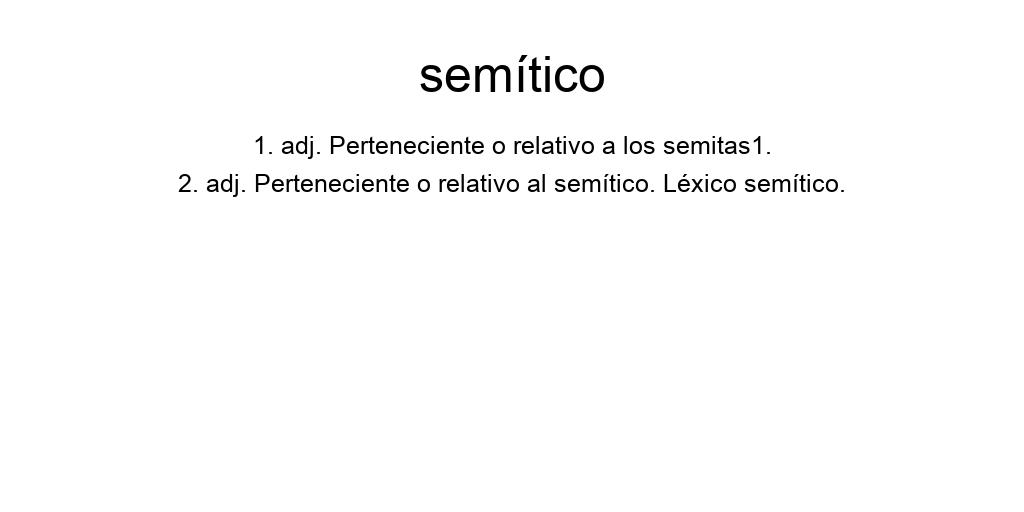 semítico
1. adj. Perteneciente o relativo a los semitas1.
2. adj. Perteneciente o relativo al semítico. Léxico semítico.